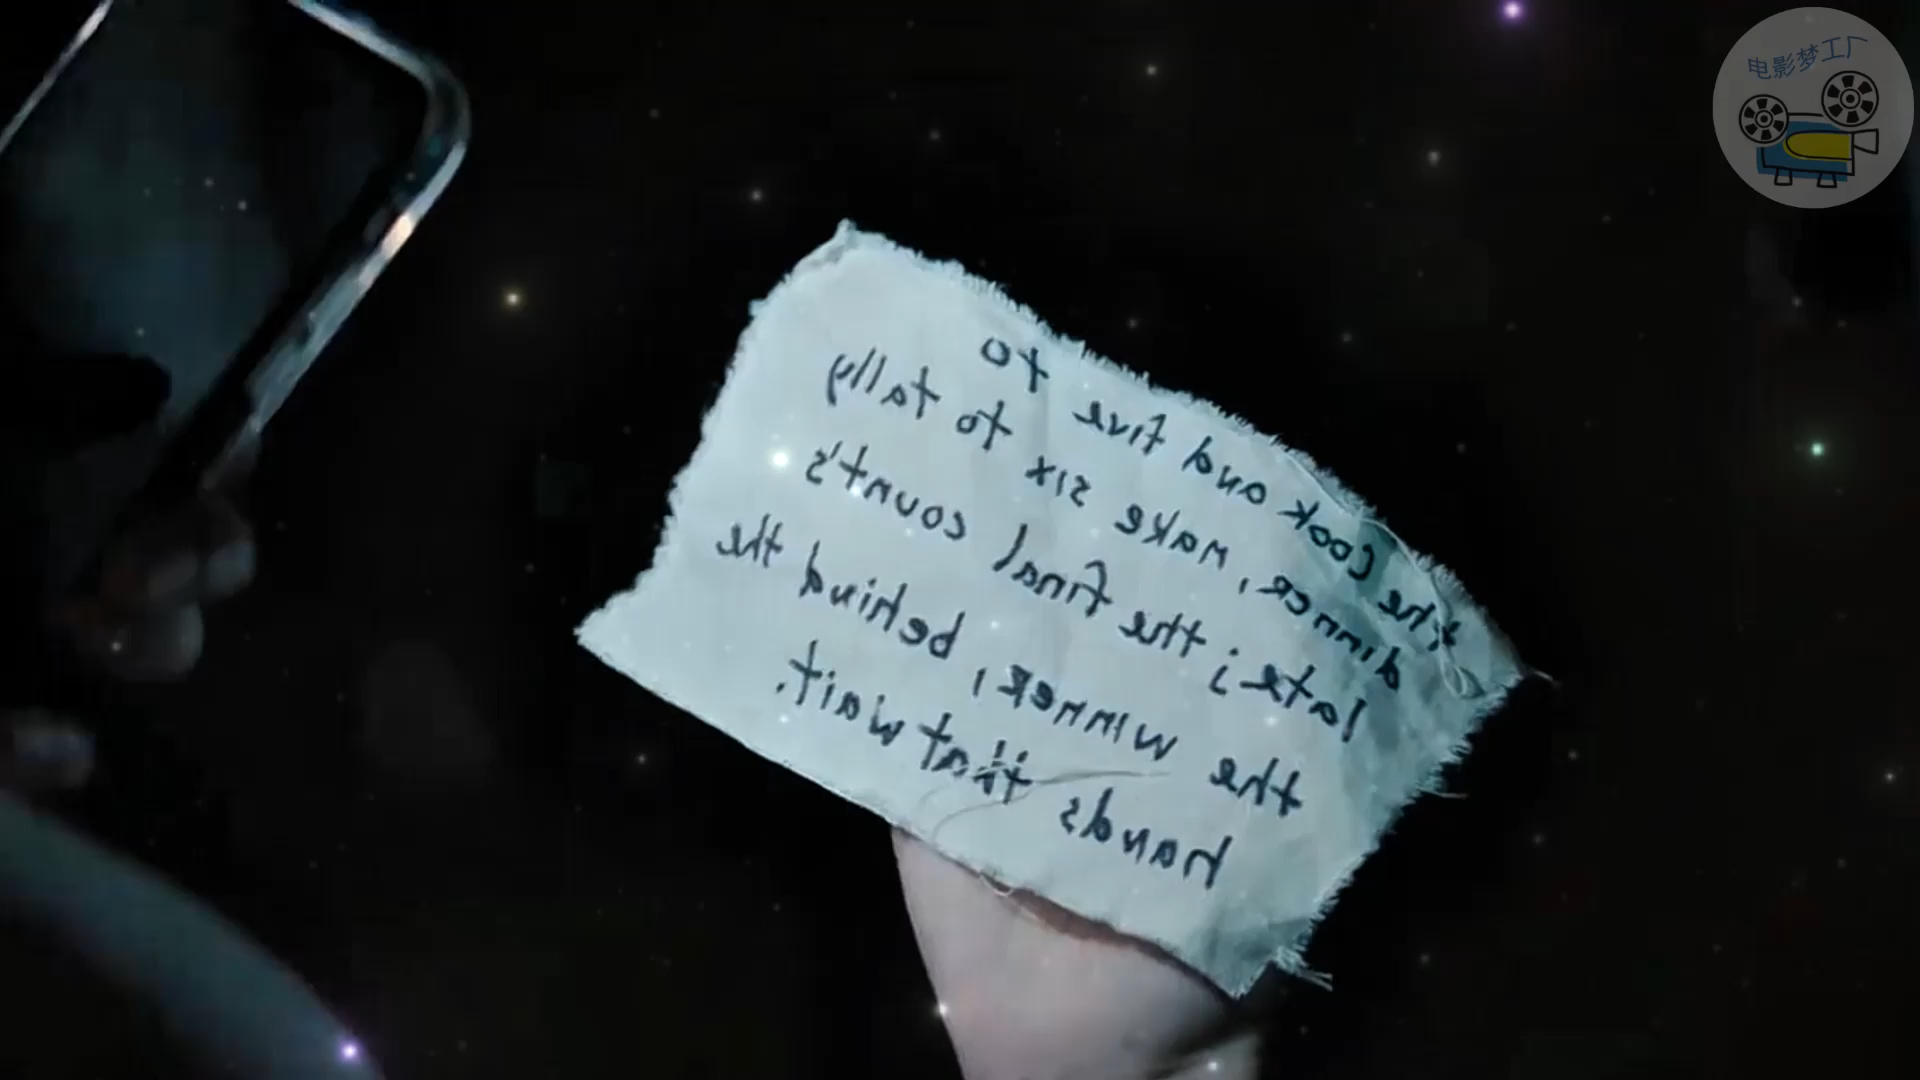 电影梦工厂
the cook and five to
dinner, make six to tally
late; the final count's
the winner, behind the
hands that wait.